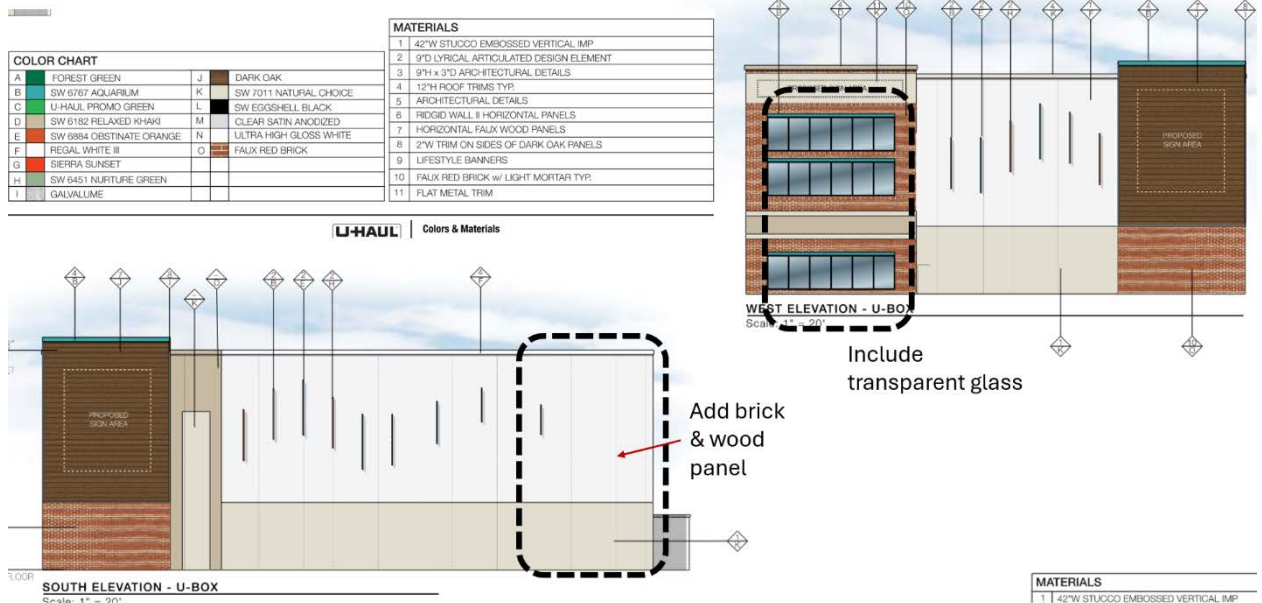 COLOR CHART
A FOREST GREEN J DARK OAK
B SW 6767 AQUARIUM K SW 7011 NATURAL CHOICE
C U-HAUL PROMO GREEN L SW EGGSHELL BLACK
D SW 6182 RELAXED KHAKI M CLEAR SATIN ANODIZED
E SW 6884 OBSTINATE ORANGE N ULTRA HIGH GLOSS WHITE
F REGAL WHITE III O FAUX RED BRICK
G SIERRA SUNSET
H SW 6451 NURTURE GREEN
I GALVALUME
MATERIALS
1 42"W STUCCO EMBOSSED VERTICAL IMP
2 9"D LYRICAL ARTICULATED DESIGN ELEMENT
3 9"H x 3"D ARCHITECTURAL DETAILS
4 12"H ROOF TRIMS TYP.
5 ARCHITECTURAL DETAILS
6 RIDGID WALL II HORIZONTAL PANELS
7 HORIZONTAL FAUX WOOD PANELS
8 2"W TRIM ON SIDES OF DARK OAK PANELS
9 LIFESTYLE BANNERS
10 FAUX RED BRICK w/ LIGHT MORTAR TYP.
11 FLAT METAL TRIM
U-HAUL Colors & Materials
PROPOSED SIGN AREA
PROPOSED
SIGN AREA
WEST ELEVATION - U-BOX
Scale: 1" = 20'
Include
transparent glass
Add brick
& wood
panel
PROPOSED
SIGN AREA
FLOOR
SOUTH ELEVATION - U-BOX
Scale: 1" = 20'
MATERIALS
1 42"W STUCCO EMBOSSED VERTICAL IMP